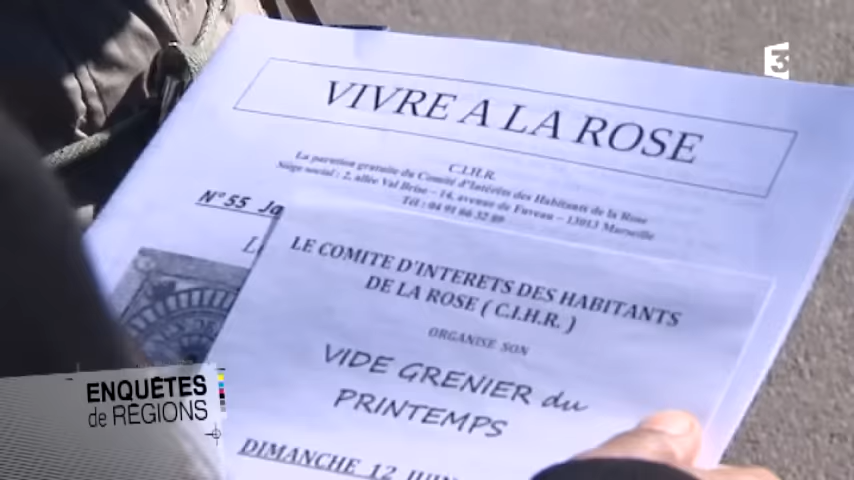 3
VIVRE A LA ROSE
C.I.H.R.
La parution gratuite du Comité d'Intérêts des Habitants de la Rose
Siège social : 2, allée Val Brise – 14, avenue de Fuveau – 13013 Marseille
Tél : 04 91 66 32 89
N°55 Ja
LE COMITE D'INTERETS DES HABITANTS
DE LA ROSE ( C.I.H.R. )
ORGANISE SON
VIDE GRENIER du
PRINTEMPS
DIMANCHE 12 JUIN
ENQUÊTES
de RÉGIONS